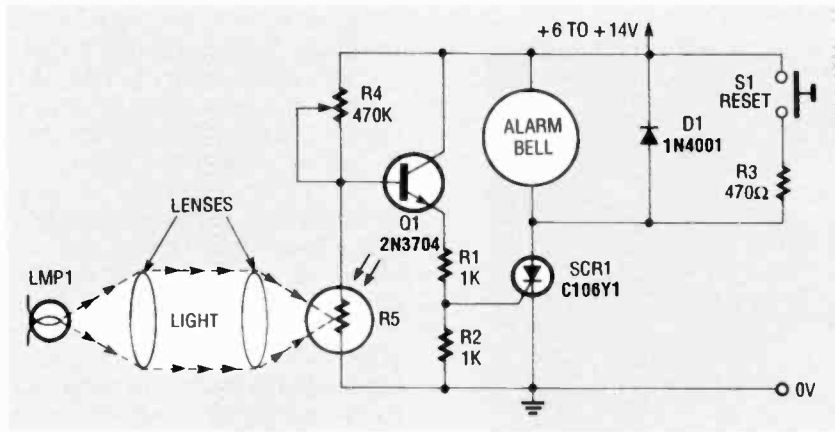 +6 TO +14V
R4
470K
S1
RESET
ALARM
BELL
D1
1N4001
R3
470Ω
LENSES
Q1
2N3704
LMP1
LIGHT
R5
R1
1K
SCR1
C106Y1
R2
1K
0V